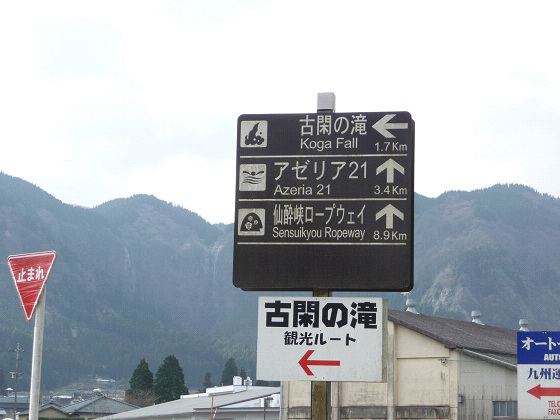 古閑の滝
Koga Fall
1.7Km
アゼリア21
Azeria 21
3.4Km
仙酔峡ロープウェイ
Sensuikyou Ropeway
8.9Km
古閑の滝
観光ルート
止まれ
オート
AUTO
九州